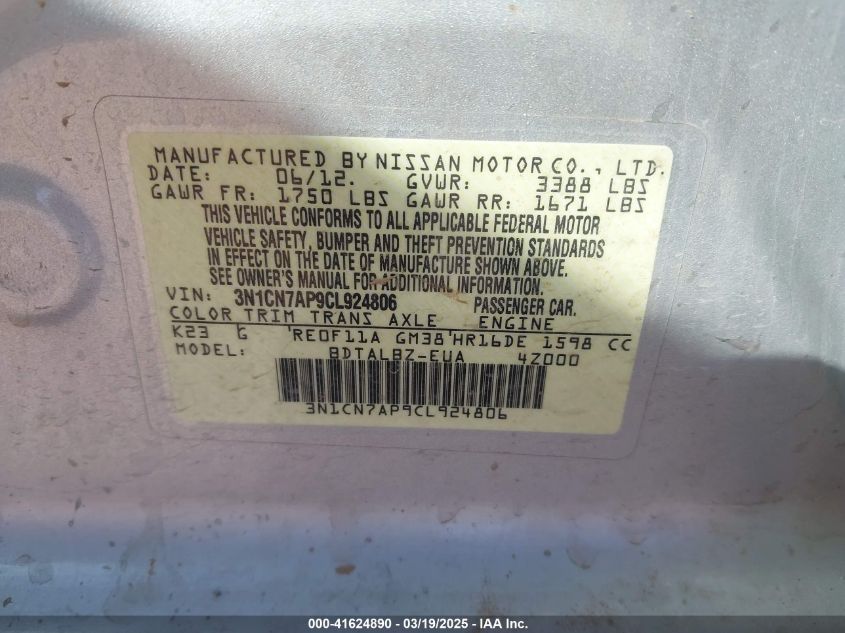 MANUFACTURED BY NISSAN MOTOR CO., LTD.
DATE: 06/12. GVWR: 3388 LBS
GAWR FR: 1750 LBS GAWR RR: 1671 LBS
THIS VEHICLE CONFORMS TO ALL APPLICABLE FEDERAL MOTOR
VEHICLE SAFETY, BUMPER AND THEFT PREVENTION STANDARDS
IN EFFECT ON THE DATE OF MANUFACTURE SHOWN ABOVE.
SEE OWNER'S MANUAL FOR ADDITIONAL INFORMATION.
VIN: 3N1CN7AP9CL924806 PASSENGER CAR.
COLOR TRIM TRANS AXLE ENGINE
K23 G RE0F11A GM38 HR16DE 1598 CC
MODEL: BDTALBZ-EUA 4Z000
3N1CN7AP9CL924806
000-41624890 — 03/19/2025 — IAA Inc.